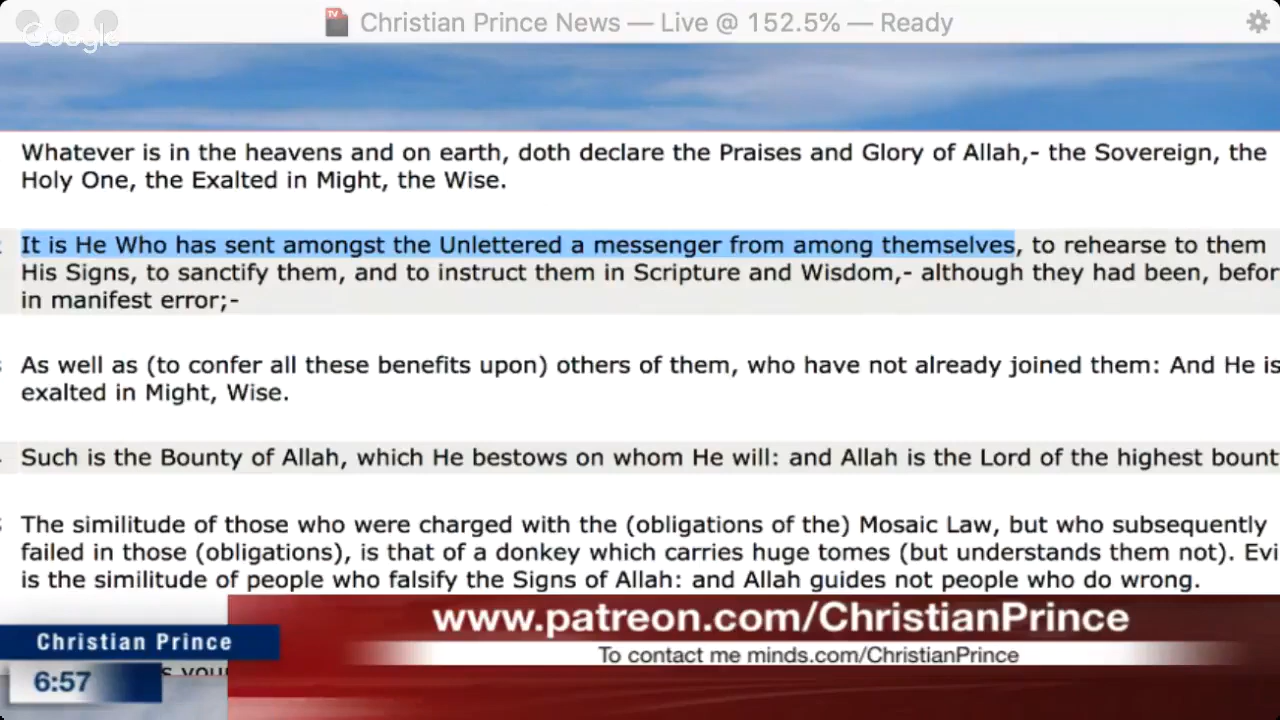 Christian Prince News — Live @ 152.5% — Ready
Google
Whatever is in the heavens and on earth, doth declare the Praises and Glory of Allah,- the Sovereign, the
Holy One, the Exalted in Might, the Wise.
It is He Who has sent amongst the Unlettered a messenger from among themselves, to rehearse to them
His Signs, to sanctify them, and to instruct them in Scripture and Wisdom,- although they had been, befor
in manifest error;-
As well as (to confer all these benefits upon) others of them, who have not already joined them: And He is
exalted in Might, Wise.
Such is the Bounty of Allah, which He bestows on whom He will: and Allah is the Lord of the highest bount
The similitude of those who were charged with the (obligations of the) Mosaic Law, but who subsequently
failed in those (obligations), is that of a donkey which carries huge tomes (but understands them not). Evi
is the similitude of people who falsify the Signs of Allah: and Allah guides not people who do wrong.
www.patreon.com/ChristianPrince
Christian Prince
To contact me minds.com/ChristianPrince
6:57